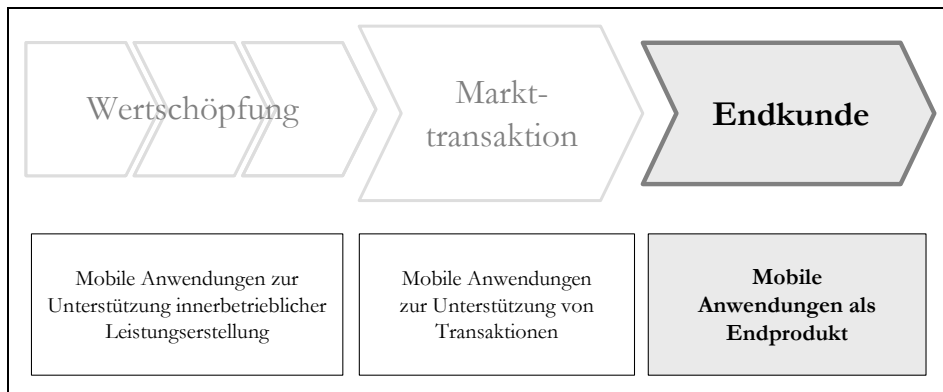 Wertschöpfung
Markt-
transaktion
Endkunde
Mobile Anwendungen zur
Unterstützung innerbetrieblicher
Leistungserstellung
Mobile Anwendungen
zur Unterstützung von
Transaktionen
Mobile
Anwendungen als
Endprodukt